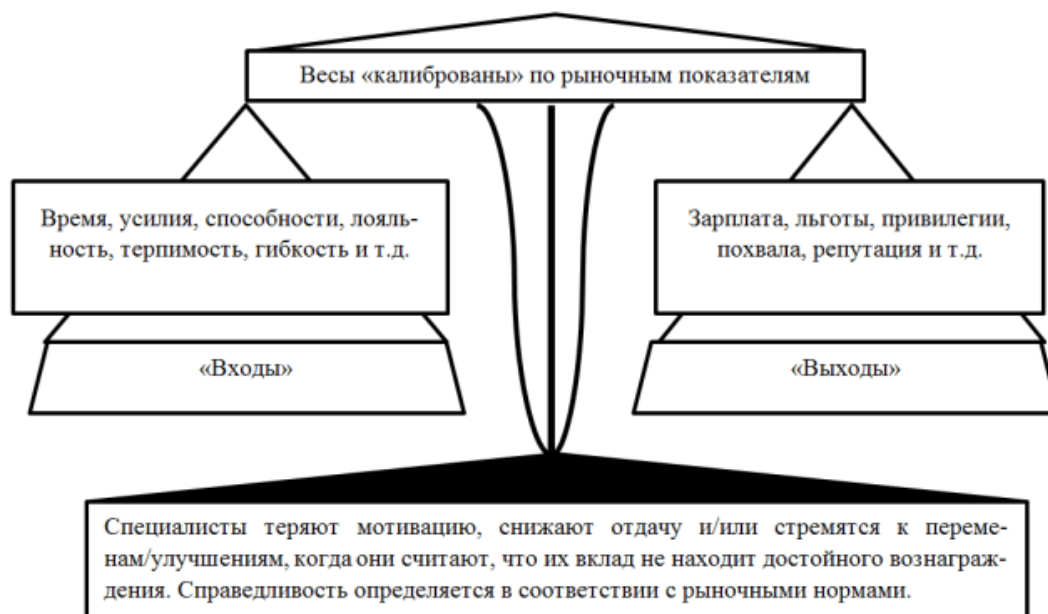 Весы «калиброваны» по рыночным показателям
Время, усилия, способности, лояль-
ность, терпимость, гибкость и т.д.
Зарплата, льготы, привилегии,
похвала, репутация и т.д.
«Входы»
«Выходы»
Специалисты теряют мотивацию, снижают отдачу и/или стремятся к переме-
нам/улучшениям, когда они считают, что их вклад не находит достойного вознаграж-
дения. Справедливость определяется в соответствии с рыночными нормами.